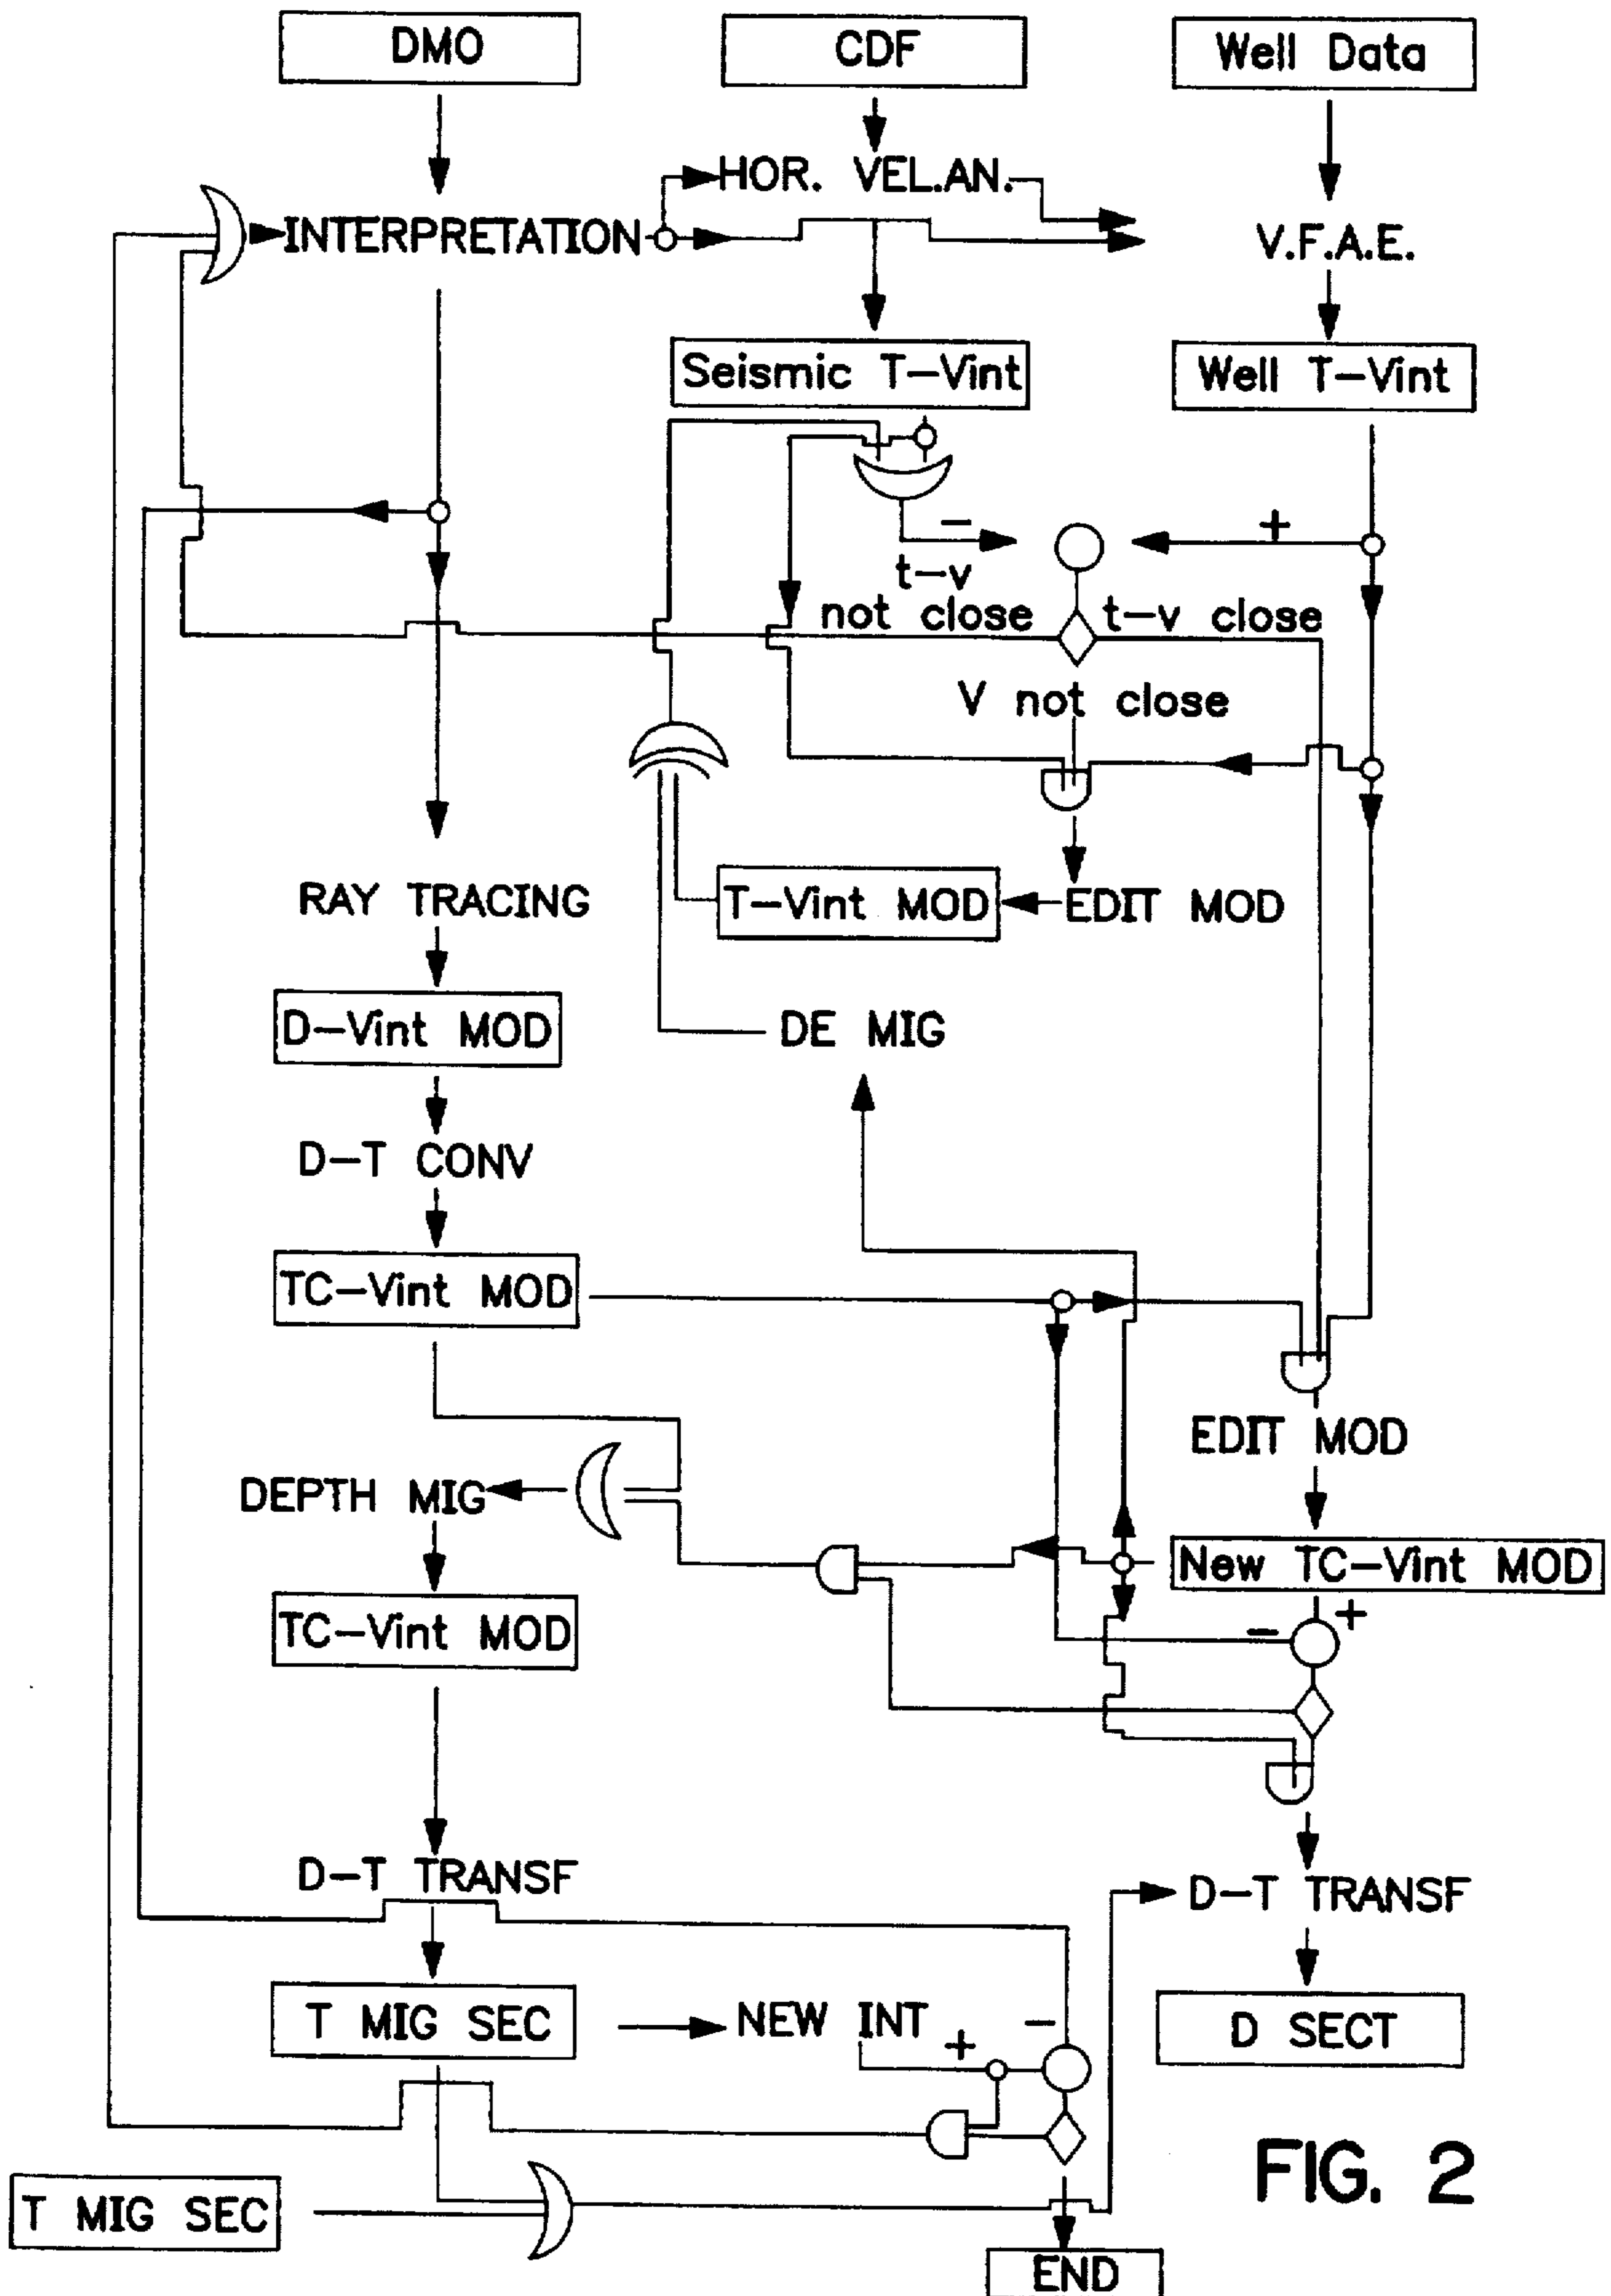 DMO CDF Well Data
HOR. VEL.AN.
INTERPRETATION V.F.A.E.
Seismic T-Vint Well T-Vint
- +
t-v
not close t-v close
V not close
RAY TRACING T-Vint MOD EDIT MOD
D-Vint MOD DE MIG
D-T CONV
TC-Vint MOD
EDIT MOD
DEPTH MIG
New TC-Vint MOD
+
-
TC-Vint MOD
D-T TRANSF D-T TRANSF
T MIG SEC NEW INT - D SECT
+
FIG. 2
T MIG SEC
END